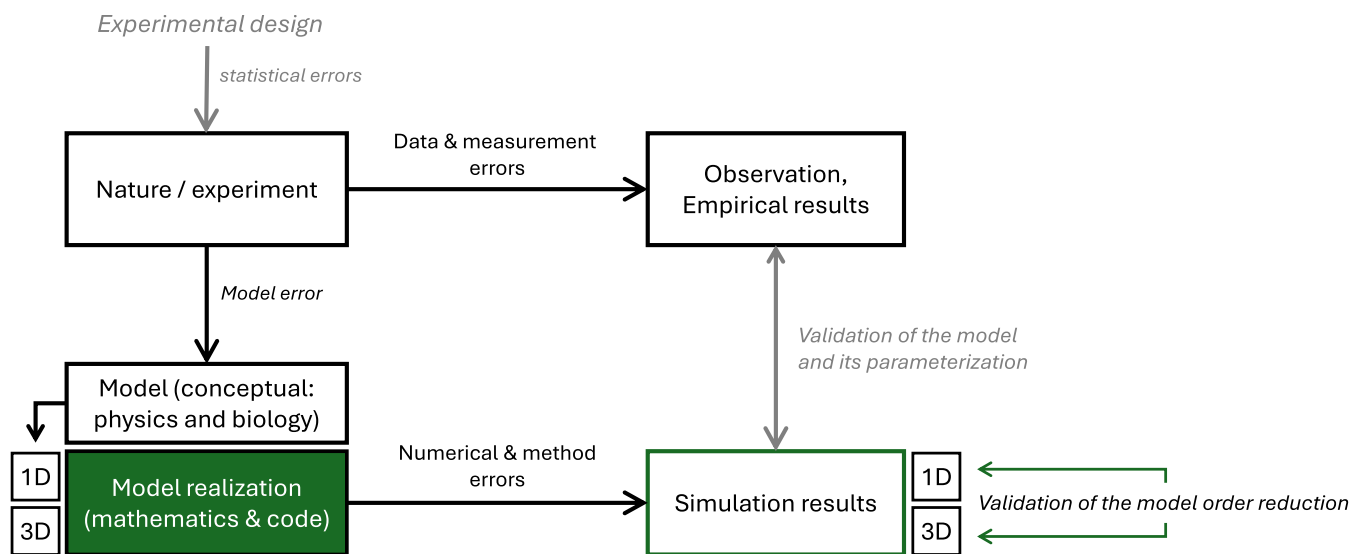 Experimental design
statistical errors
Nature / experiment
Data & measurement
errors
Observation,
Empirical results
Model error
Validation of the model
and its parameterization
Model (conceptual:
physics and biology)
1D
3D
Model realization
(mathematics & code)
Numerical & method
errors
Simulation results
1D
3D
Validation of the model order reduction